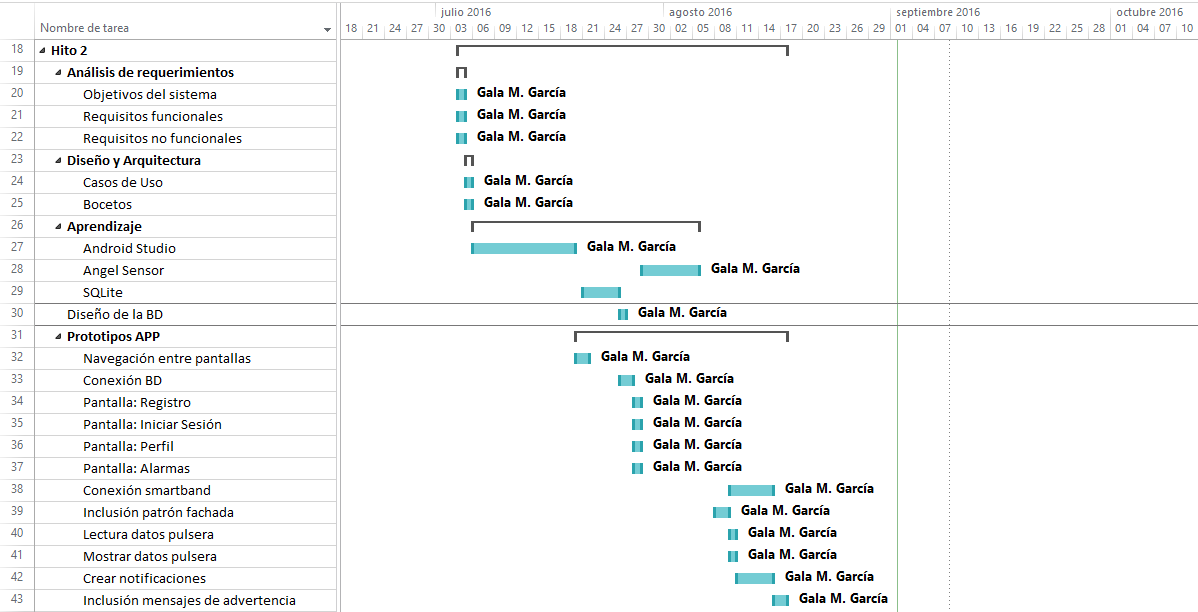 julio 2016 agosto 2016 septiembre 2016 octubre 2016
Nombre de tarea 18 21 24 27 30 03 06 09 12 15 18 21 24 27 30 02 05 08 11 14 17 20 23 26 29 01 04 07 10 13 16 19 22 25 28 01 04 07 10
18 Hito 2
19 Análisis de requerimientos
20 Objetivos del sistema Gala M. García
21 Requisitos funcionales Gala M. García
22 Requisitos no funcionales Gala M. García
23 Diseño y Arquitectura
24 Casos de Uso Gala M. García
25 Bocetos Gala M. García
26 Aprendizaje
27 Android Studio Gala M. García
28 Angel Sensor Gala M. García
29 SQLite
30 Diseño de la BD Gala M. García
31 Prototipos APP
32 Navegación entre pantallas Gala M. García
33 Conexión BD Gala M. García
34 Pantalla: Registro Gala M. García
35 Pantalla: Iniciar Sesión Gala M. García
36 Pantalla: Perfil Gala M. García
37 Pantalla: Alarmas Gala M. García
38 Conexión smartband Gala M. García
39 Inclusión patrón fachada Gala M. García
40 Lectura datos pulsera Gala M. García
41 Mostrar datos pulsera Gala M. García
42 Crear notificaciones Gala M. García
43 Inclusión mensajes de advertencia Gala M. García